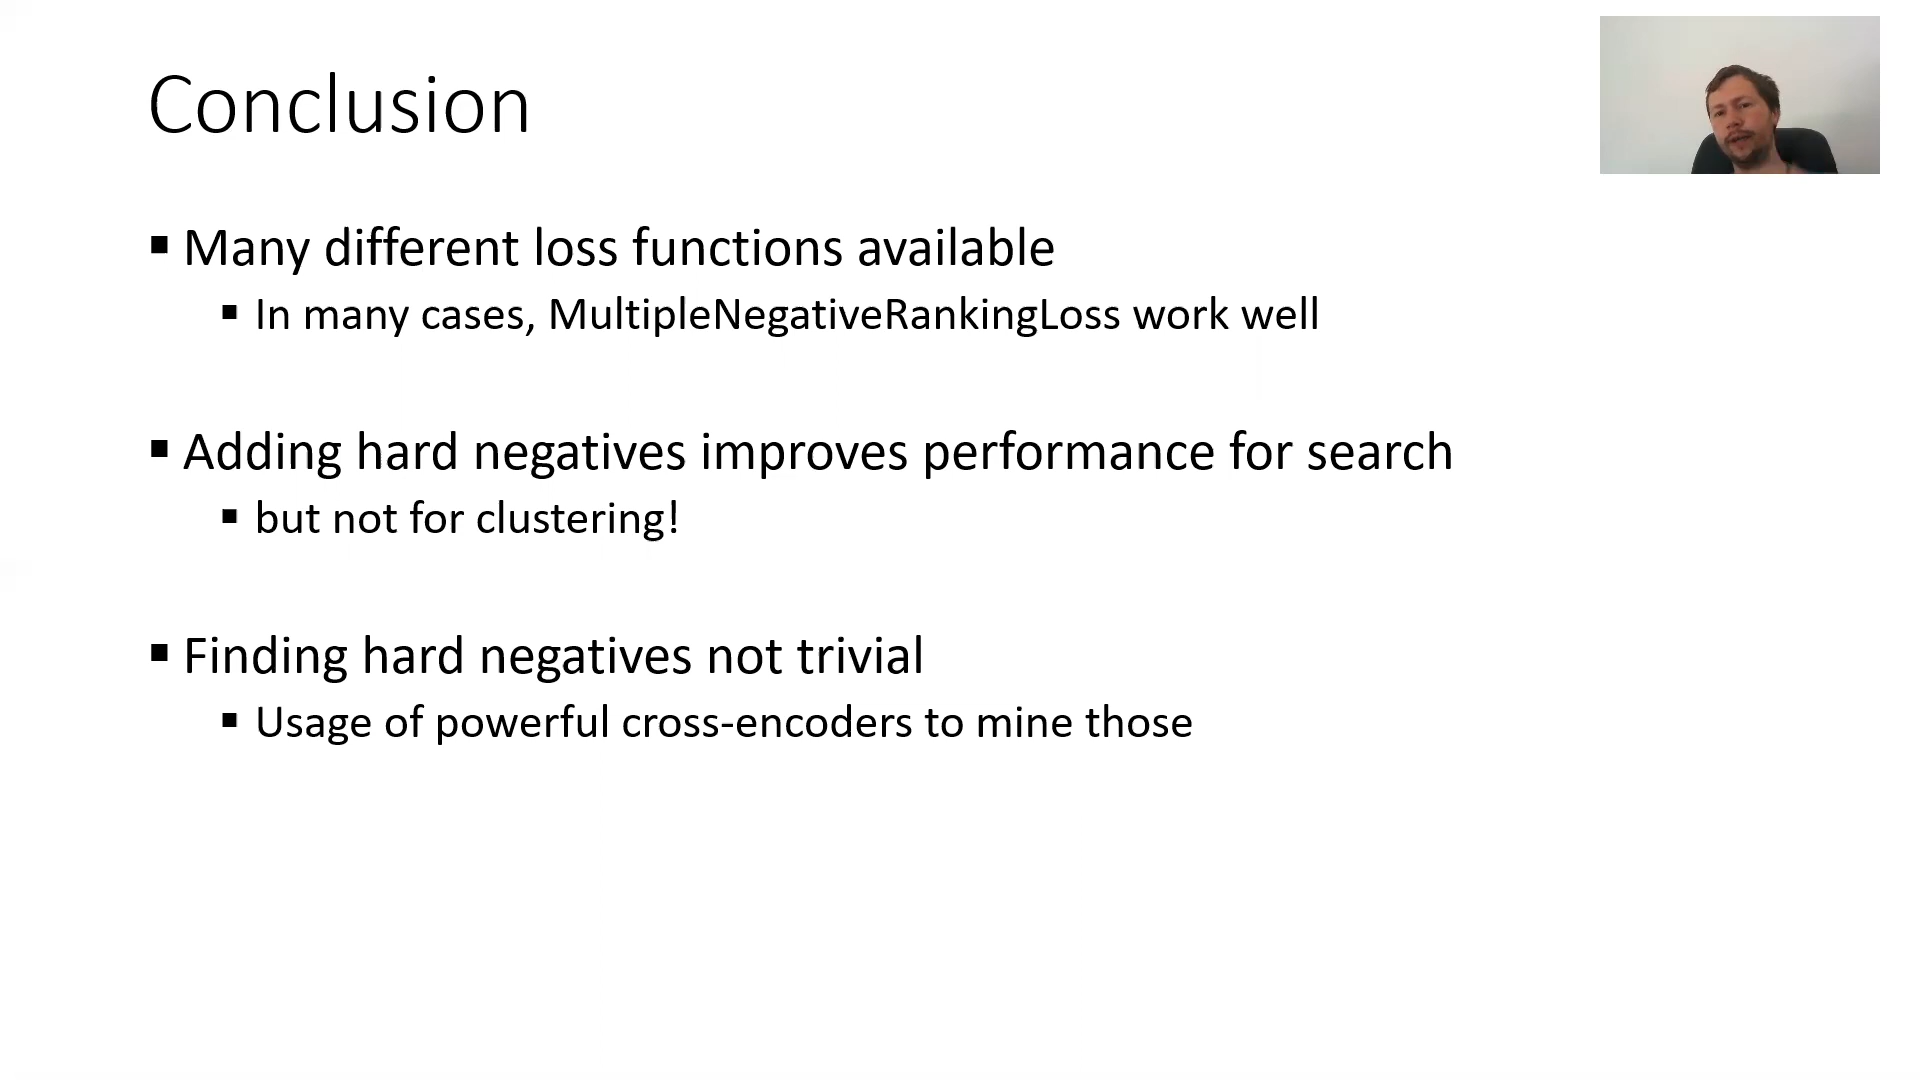 Conclusion
Many different loss functions available
In many cases, MultipleNegativeRankingLoss work well
Adding hard negatives improves performance for search
but not for clustering!
Finding hard negatives not trivial
Usage of powerful cross-encoders to mine those